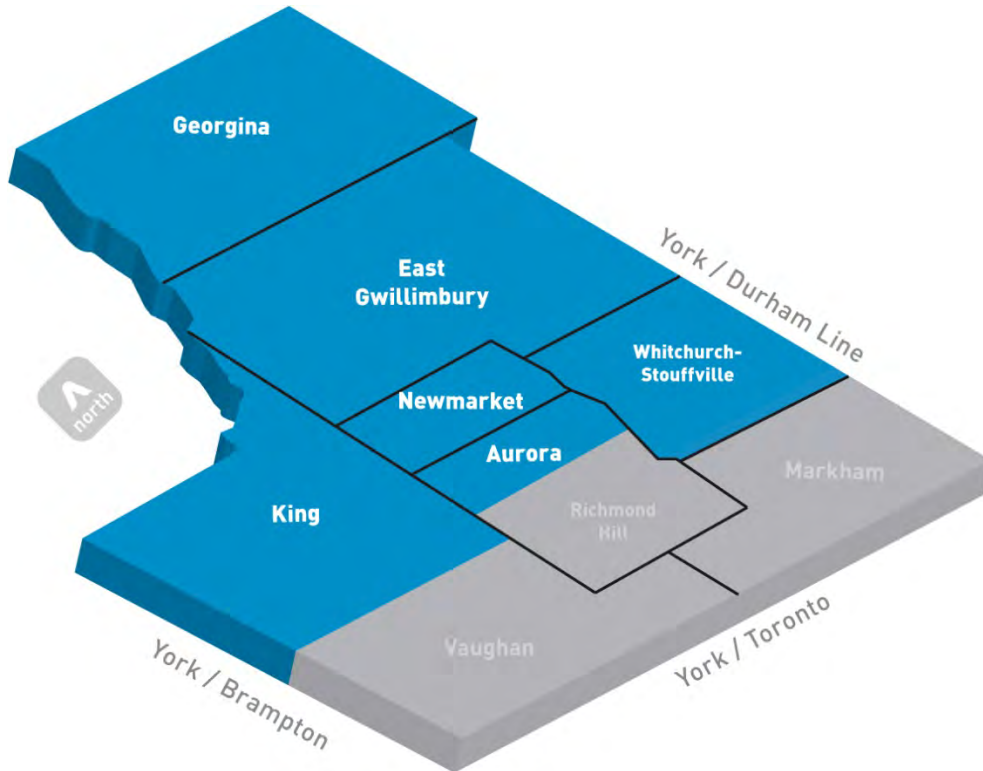 Georgina
East
Gwillimbury
York / Durham Line
Whitchurch-
Stouffville
north
Newmarket
Aurora
Markham
King
Richmond
Hill
Vaughan
York / Toronto
York / Brampton